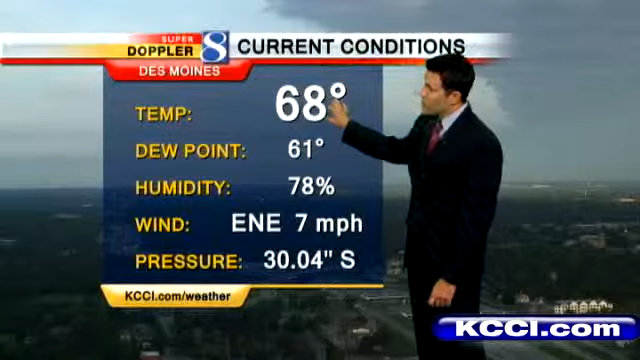 SUPER
DOPPLER 8 CURRENT CONDITIONS
DES MOINES
TEMP: 68°
DEW POINT: 61°
HUMIDITY: 78%
WIND: ENE 7 mph
PRESSURE: 30.04" S
KCCI.com/weather
KCCI.com